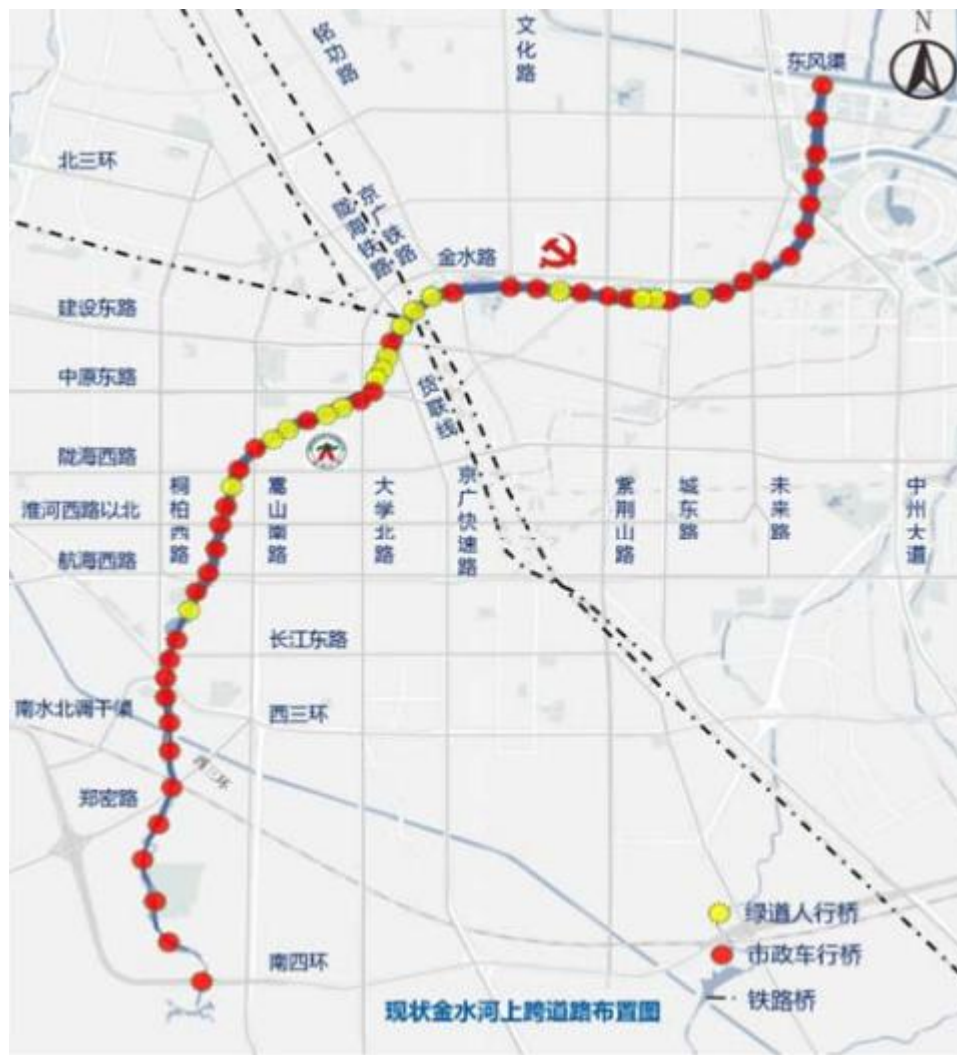 N
铭功路
文化路
东风渠
北三环
陇海铁路
京广铁路
金水路
建设东路
中原东路
货联线
陇海西路
桐柏西路
嵩山南路
大学北路
京广快速路
紫荆山路
城东路
未来路
中州大道
淮河西路以北
航海西路
长江东路
南水北调干渠
西三环
西三环
郑密路
绿道人行桥
市政车行桥
南四环
铁路桥
现状金水河上跨道路布置图